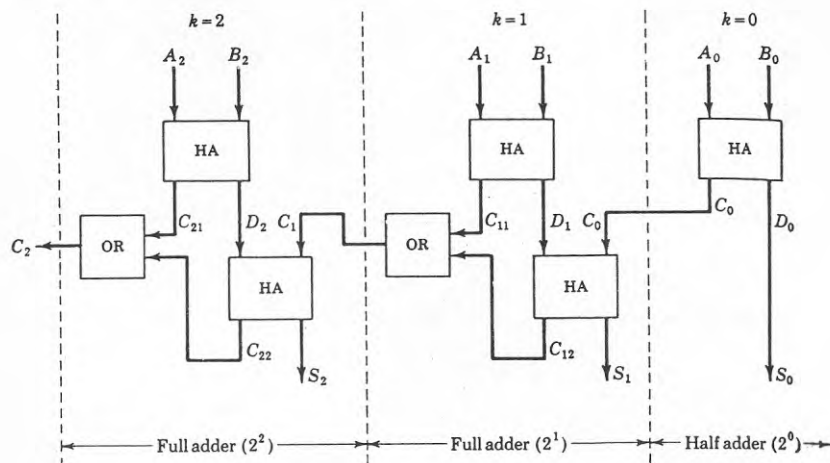 k = 2 k = 1 k = 0
A₂ B₂ A₁ B₁ A₀ B₀
HA HA HA
C₂₁ D₂ C₁ C₁₁ D₁ C₀ C₀ D₀
C₂ OR OR
HA HA
C₂₂ C₁₂
S₂ S₁ S₀
Full adder (2²) Full adder (2¹) Half adder (2⁰)